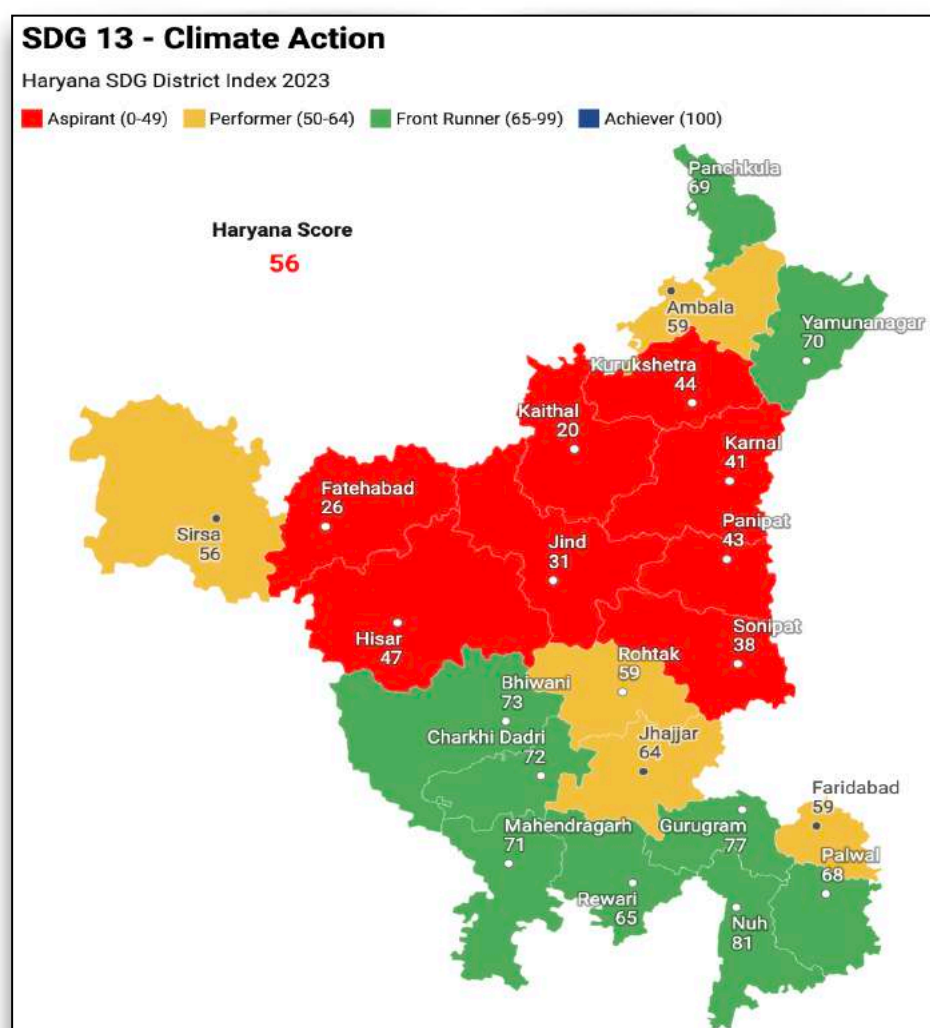 SDG 13 - Climate Action
Haryana SDG District Index 2023
Aspirant (0-49) Performer (50-64) Front Runner (65-99) Achiever (100)
Haryana Score
56
Panchkula
69
Ambala
59
Yamunanagar
70
Kurukshetra
44
Kaithal
20
Karnal
41
Fatehabad
26
Panipat
43
Sirsa
56
Jind
31
Hisar
47
Sonipat
38
Rohtak
59
Bhiwani
73
Charkhi Dadri
72
Jhajjar
64
Faridabad
59
Mahendragarh
71
Gurugram
77
Palwal
68
Rewari
65
Nuh
81